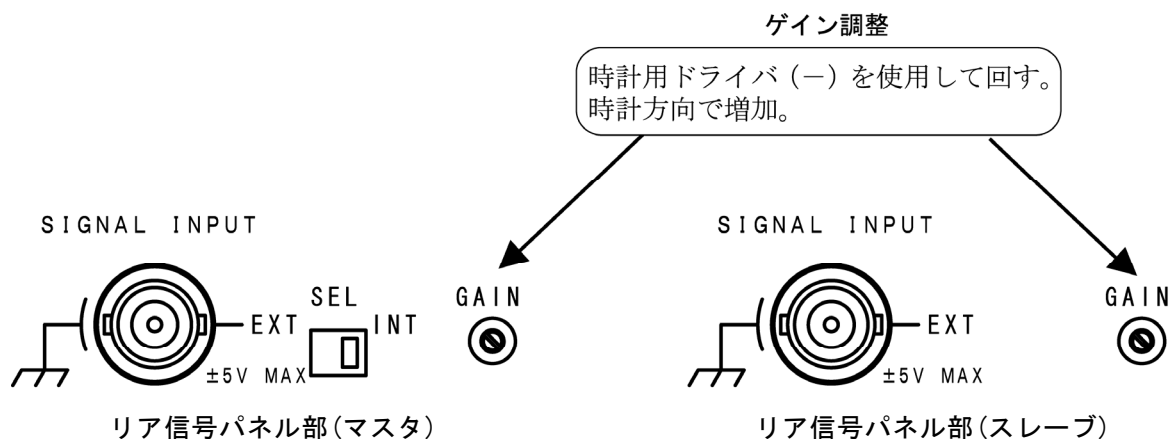 ゲイン調整
時計用ドライバ（－）を使用して回す。
時計方向で増加。
SIGNAL INPUT
SEL
EXT
INT
±5V MAX
GAIN
リア信号パネル部(マスタ)
SIGNAL INPUT
EXT
±5V MAX
GAIN
リア信号パネル部(スレーブ)